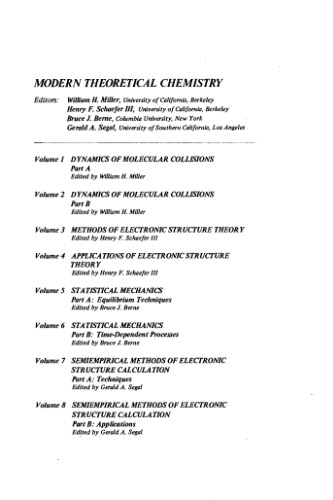 MODERN THEORETICAL CHEMISTRY
Editors: William H. Miller, University of California, Berkeley
Henry F. Schaefer III, University of California, Berkeley
Bruce J. Berne, Columbia University, New York
Gerald A. Segal, University of Southern California, Los Angeles
Volume 1 DYNAMICS OF MOLECULAR COLLISIONS
Part A
Edited by William H. Miller
Volume 2 DYNAMICS OF MOLECULAR COLLISIONS
Part B
Edited by William H. Miller
Volume 3 METHODS OF ELECTRONIC STRUCTURE THEORY
Edited by Henry F. Schaefer III
Volume 4 APPLICATIONS OF ELECTRONIC STRUCTURE
THEORY
Edited by Henry F. Schaefer III
Volume 5 STATISTICAL MECHANICS
Part A: Equilibrium Techniques
Edited by Bruce J. Berne
Volume 6 STATISTICAL MECHANICS
Part B: Time-Dependent Processes
Edited by Bruce J. Berne
Volume 7 SEMIEMPIRICAL METHODS OF ELECTRONIC
STRUCTURE CALCULATION
Part A: Techniques
Edited by Gerald A. Segal
Volume 8 SEMIEMPIRICAL METHODS OF ELECTRONIC
STRUCTURE CALCULATION
Part B: Applications
Edited by Gerald A. Segal